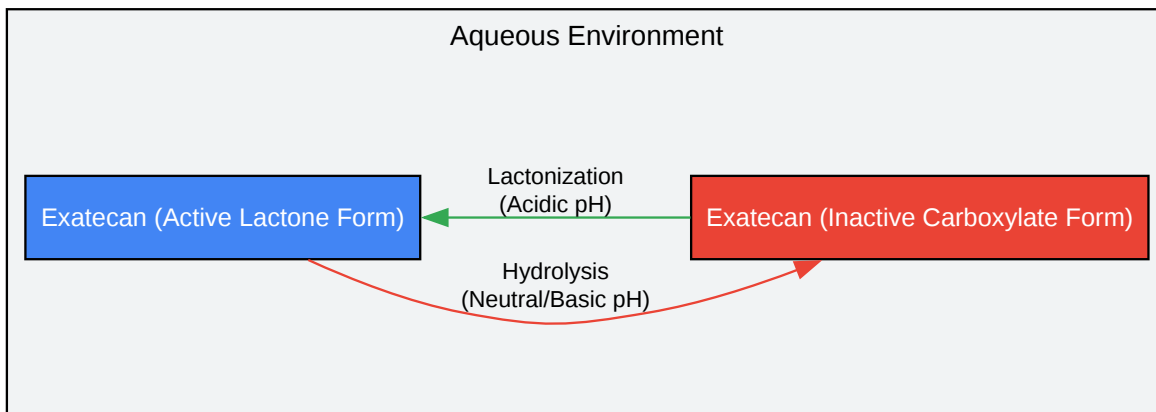 Aqueous Environment
Lactonization
(Acidic pH)
Exatecan (Active Lactone Form)
Exatecan (Inactive Carboxylate Form)
Hydrolysis
(Neutral/Basic pH)